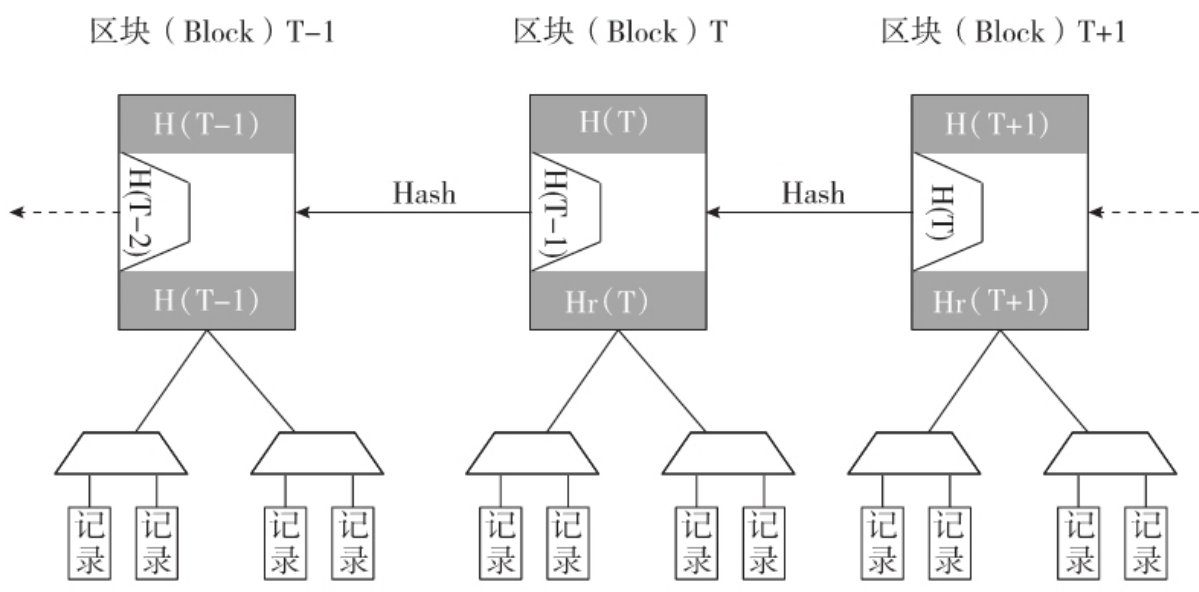 区块（Block）T-1
区块（Block）T
区块（Block）T+1
H(T-1)
H(T)
H(T+1)
H(T-2)
Hash
H(T-1)
Hash
H(T)
H(T-1)
Hr(T)
Hr(T+1)
记录
记录
记录
记录
记录
记录
记录
记录
记录
记录
记录
记录